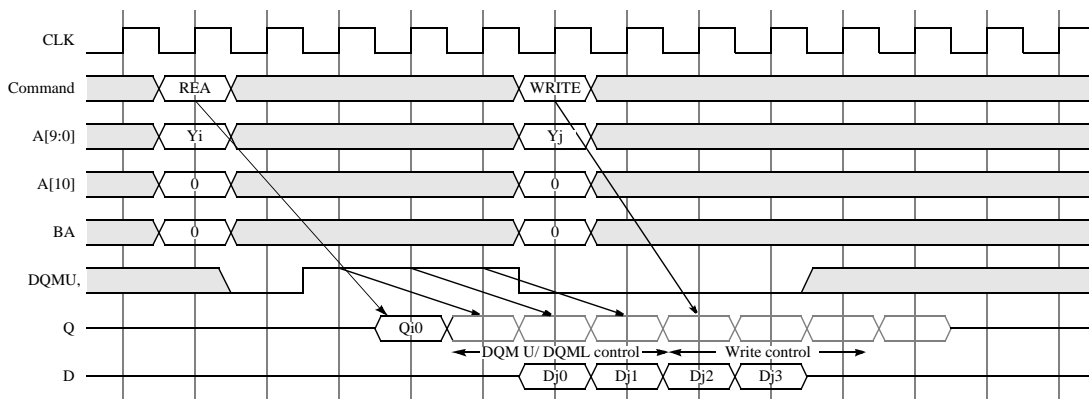 CLK
Command REA WRITE
A[9:0] Yi Yj
A[10] 0 0
BA 0 0
DQMU,
Q Qi0
DQM U/ DQML control Write control
D Dj0 Dj1 Dj2 Dj3